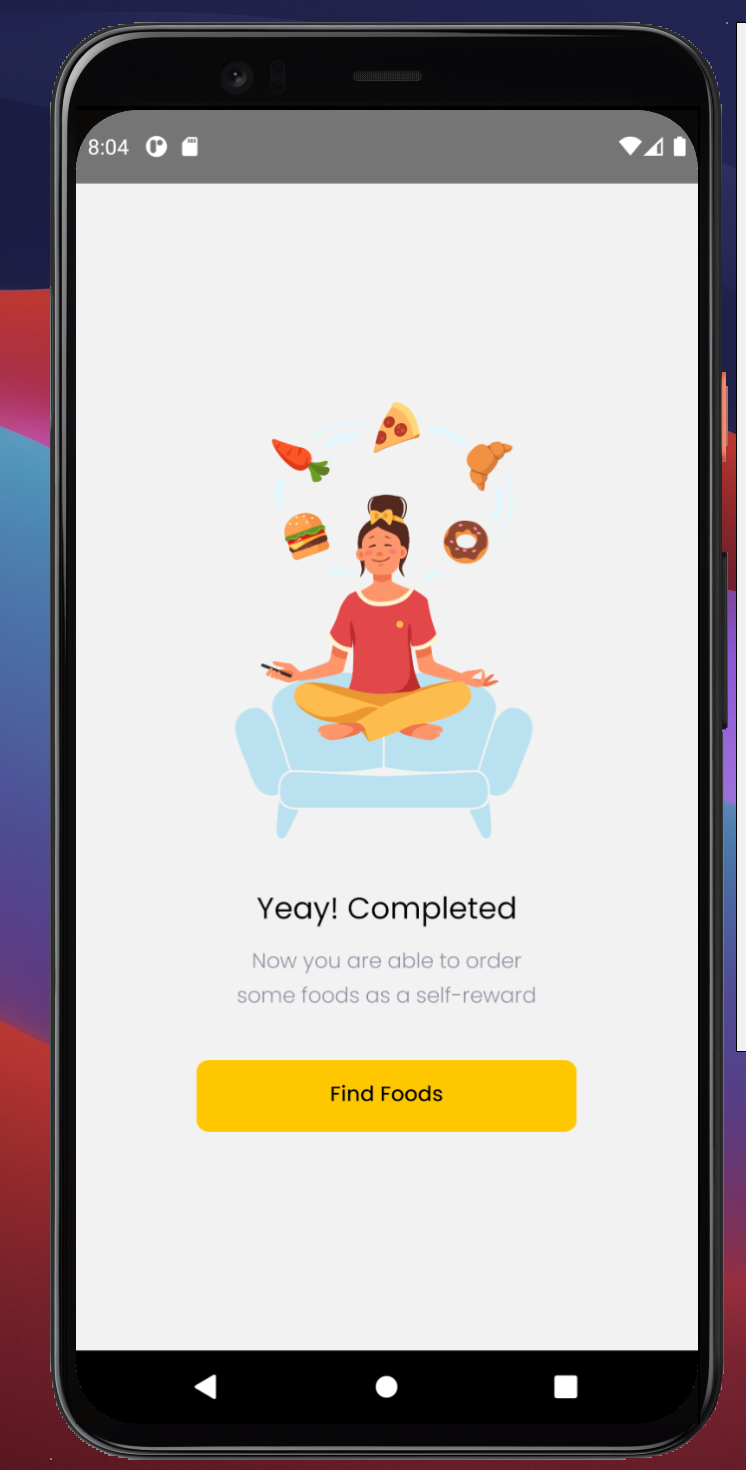 8:04
Yeay! Completed
Now you are able to order
some foods as a self-reward
Find Foods